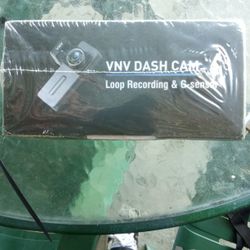 VNV DASH CAM
Loop Recording & G-sensor